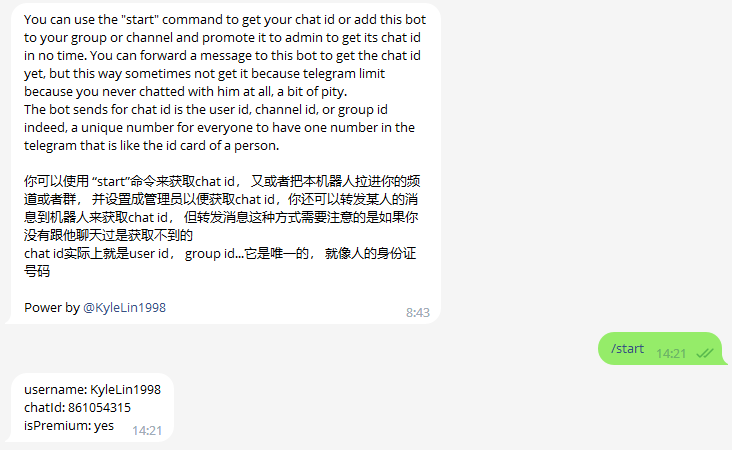 You can use the "start" command to get your chat id or add this bot
to your group or channel and promote it to admin to get its chat id
in no time. You can forward a message to this bot to get the chat id
yet, but this way sometimes not get it because telegram limit
because you never chatted with him at all, a bit of pity.
The bot sends for chat id is the user id, channel id, or group id
indeed, a unique number for everyone to have one number in the
telegram that is like the id card of a person.
你可以使用 “start”命令来获取chat id， 又或者把本机器人拉进你的频
道或者群， 并设置成管理员以便获取chat id，你还可以转发某人的消
息到机器人来获取chat id， 但转发消息这种方式需要注意的是如果你
没有跟他聊天过是获取不到的
chat id实际上就是user id， group id...它是唯一的， 就像人的身份证
号码
Power by @KyleLin1998
8:43
/start
14:21
username: KyleLin1998
chatId: 861054315
isPremium: yes
14:21